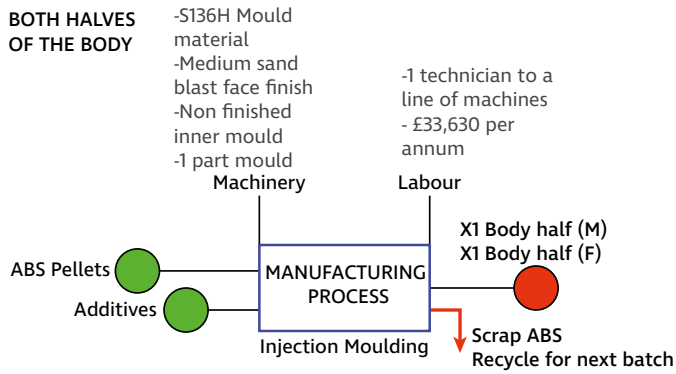 BOTH HALVES
OF THE BODY
-S136H Mould
material
-Medium sand
blast face finish
-Non finished
inner mould
-1 part mould
Machinery
-1 technician to a
line of machines
- £33,630 per
annum
Labour
ABS Pellets
Additives
MANUFACTURING
PROCESS
Injection Moulding
X1 Body half (M)
X1 Body half (F)
Scrap ABS
Recycle for next batch